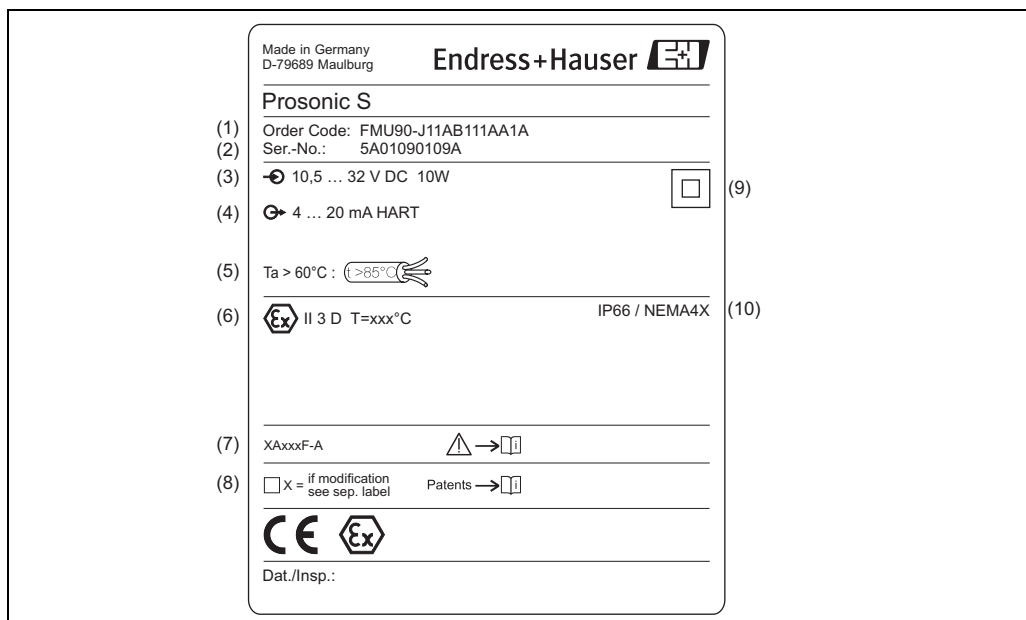 Made in Germany
D-79689 Maulburg
Endress+Hauser
Prosonic S
(1) Order Code: FMU90-J11AB111AA1A
(2) Ser.-No.: 5A01090109A
(3) 10,5 … 32 V DC 10W
(9)
(4) 4 … 20 mA HART
(5) Ta > 60°C : t >85°C
(6) Ex II 3 D T=xxx°C IP66 / NEMA4X (10)
(7) XAxxxF-A i
(8) X = if modification
see sep. label
Patents i
CE Ex
Dat./Insp.: